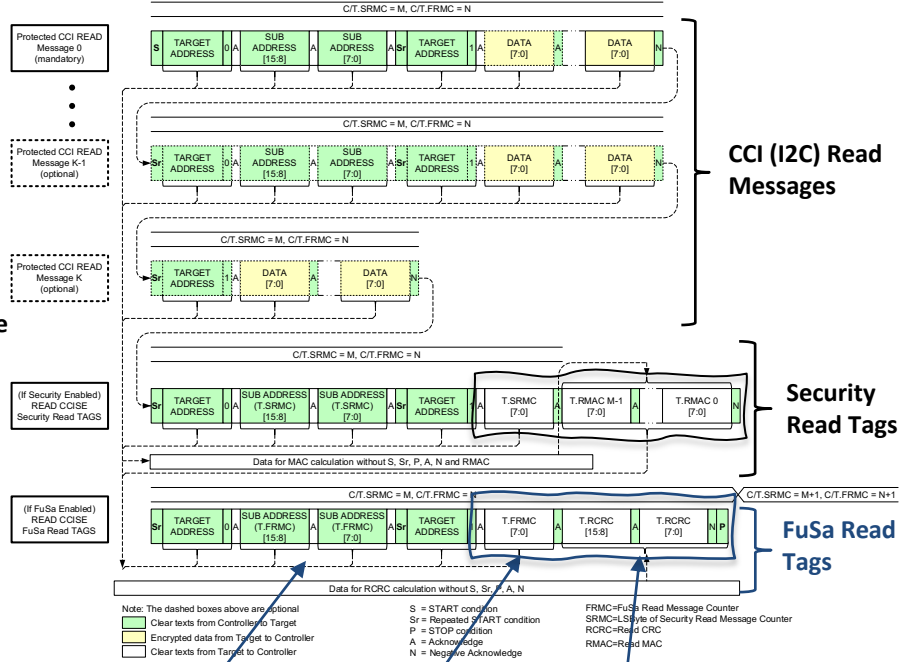 C/T.SRMC = M, C/T.FRMC = N
Protected CCI READ
Message 0
(mandatory)
S TARGET ADDRESS 0 A SUB ADDRESS [15:8] A SUB ADDRESS [7:0] A Sr TARGET ADDRESS 1 A DATA [7:0] A DATA [7:0] N
C/T.SRMC = M, C/T.FRMC = N
Protected CCI READ
Message K-1
(optional)
Sr TARGET ADDRESS 0 A SUB ADDRESS [15:8] A SUB ADDRESS [7:0] A Sr TARGET ADDRESS 1 A DATA [7:0] A DATA [7:0] N
CCI (I2C) Read
Messages
C/T.SRMC = M, C/T.FRMC = N
Protected CCI READ
Message K
(optional)
Sr TARGET ADDRESS 1 A DATA [7:0] A DATA [7:0] N
e
C/T.SRMC = M, C/T.FRMC = N
(If Security Enabled)
READ CCISE
Security Read TAGS
Sr TARGET ADDRESS 0 A SUB ADDRESS (T.SRMC) [15:8] A SUB ADDRESS (T.SRMC) [7:0] A Sr TARGET ADDRESS 1 A T.SRMC [7:0] A T.RMAC M-1 [7:0] A T.RMAC 0 [7:0] N
Security
Read Tags
Data for MAC calculation without S, Sr, P, A, N and RMAC
C/T.SRMC = M, C/T.FRMC = N
C/T.SRMC = M+1, C/T.FRMC = N+1
(If FuSa Enabled)
READ CCISE
FuSa Read TAGS
Sr TARGET ADDRESS 0 A SUB ADDRESS (T.FRMC) [15:8] A SUB ADDRESS (T.FRMC) [7:0] A Sr TARGET ADDRESS 1 A T.FRMC [7:0] A T.RCRC [15:8] A T.RCRC [7:0] N P
FuSa Read
Tags
Data for RCRC calculation without S, Sr, P, A, N
Note: The dashed boxes above are optional
Clear texts from Controller to Target
Encrypted data from Target to Controller
Clear texts from Target to Controller
S = START condition
Sr = Repeated START condition
P = STOP condition
A = Acknowledge
N = Negative Acknowledge
FRMC=FuSa Read Message Counter
SRMC=LSByte of Security Read Message Counter
RCRC=Read CRC
RMAC=Read MAC